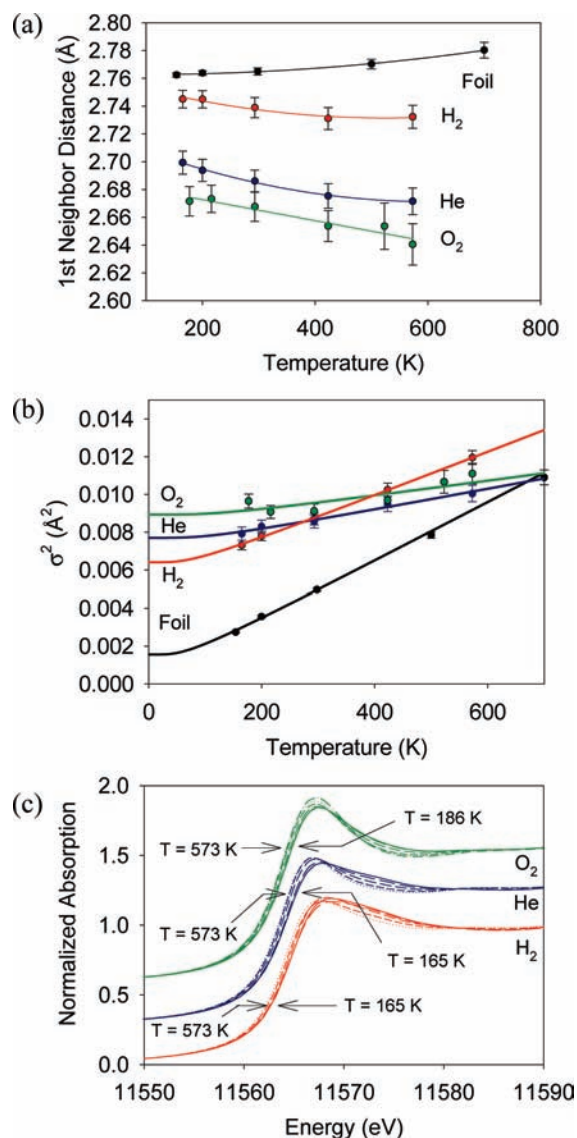 (a)
1st Neighbor Distance (Å)
2.80
2.78
2.76
2.74
2.72
2.70
2.68
2.66
2.64
2.62
2.60
Foil
H2
He
O2
200 400 600 800
Temperature (K)
(b)
σ2 (Å2)
0.014
0.012
0.010
0.008
0.006
0.004
0.002
0.000
O2
He
H2
Foil
0 200 400 600
Temperature (K)
(c)
Normalized Absorption
2.0
1.5
1.0
0.5
0.0
T = 186 K
T = 573 K
O2
He
T = 573 K
H2
T = 165 K
T = 165 K
T = 573 K
11550 11560 11570 11580 11590
Energy (eV)